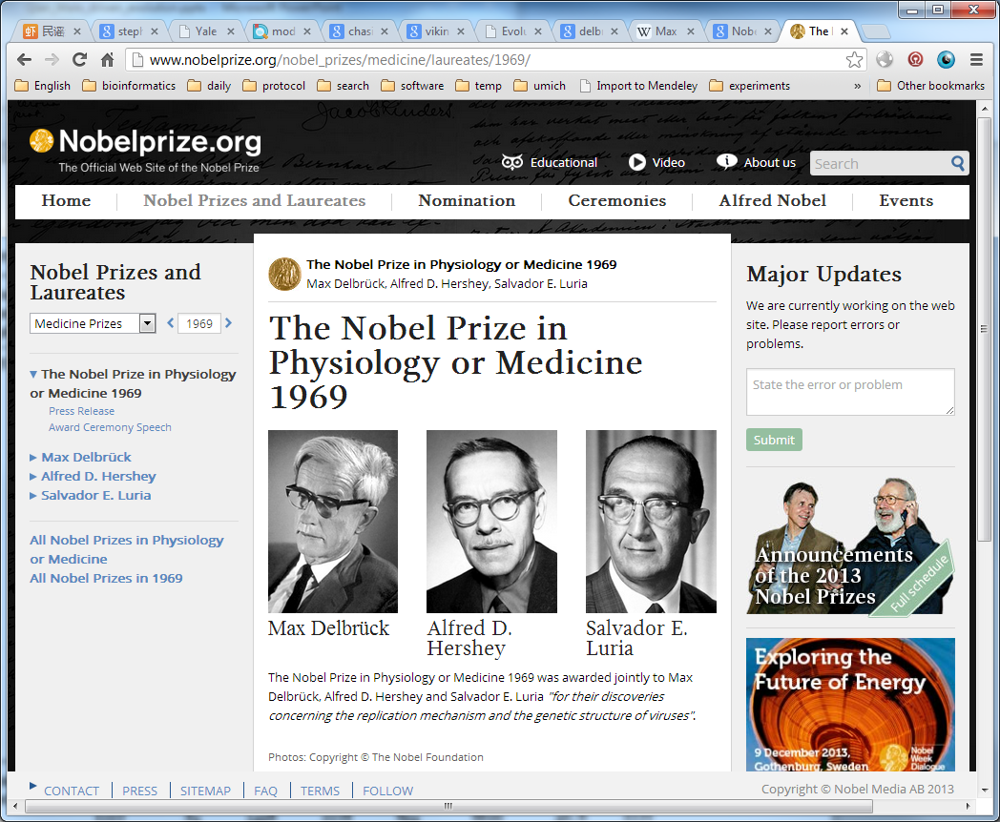 民谣
step
Yale
mod
chas
vikin
Evolu
delb
Max
Nobe
The
www.nobelprize.org/nobel_prizes/medicine/laureates/1969/
English bioinformatics daily protocol search software temp umich Import to Mendeley experiments » Other bookmarks
Nobelprize.org
The Official Web Site of the Nobel Prize
Educational Video About us Search
Home Nobel Prizes and Laureates Nomination Ceremonies Alfred Nobel Events
Nobel Prizes and
Laureates
Medicine Prizes 1969
The Nobel Prize in Physiology
or Medicine 1969
Press Release
Award Ceremony Speech
Max Delbrück
Alfred D. Hershey
Salvador E. Luria
All Nobel Prizes in Physiology
or Medicine
All Nobel Prizes in 1969
The Nobel Prize in Physiology or Medicine 1969
Max Delbrück, Alfred D. Hershey, Salvador E. Luria
The Nobel Prize in
Physiology or Medicine
1969
Max Delbrück
Alfred D.
Hershey
Salvador E.
Luria
The Nobel Prize in Physiology or Medicine 1969 was awarded jointly to Max
Delbrück, Alfred D. Hershey and Salvador E. Luria "for their discoveries
concerning the replication mechanism and the genetic structure of viruses".
Photos: Copyright © The Nobel Foundation
Major Updates
We are currently working on the web
site. Please report errors or
problems.
State the error or problem
Submit
Announcements
of the 2013
Nobel Prizes
Full schedule
Exploring the
Future of Energy
9 December 2013,
Gothenburg, Sweden
Nobel
Week
Dialogue
CONTACT PRESS SITEMAP FAQ TERMS FOLLOW
Copyright © Nobel Media AB 2013